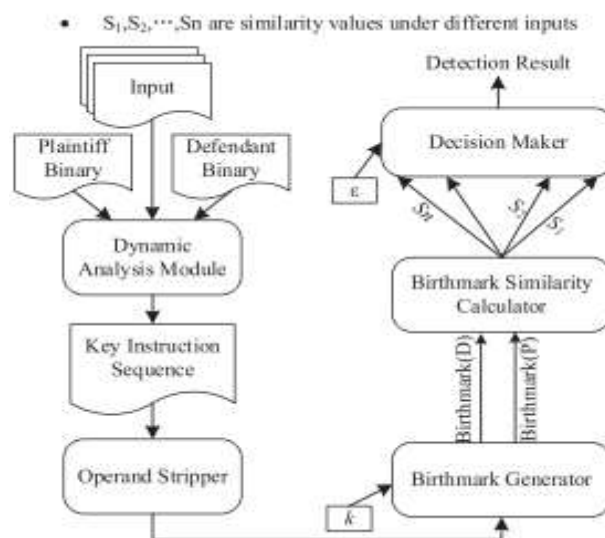 • S₁,S₂,⋯,Sn are similarity values under different inputs
Input
Plaintiff
Binary
Defendant
Binary
Dynamic
Analysis Module
Key Instruction
Sequence
Operand Stripper
Detection Result
Decision Maker
ε
Sn
S₂
S₁
Birthmark Similarity
Calculator
Birthmark(D)
Birthmark(P)
Birthmark Generator
k